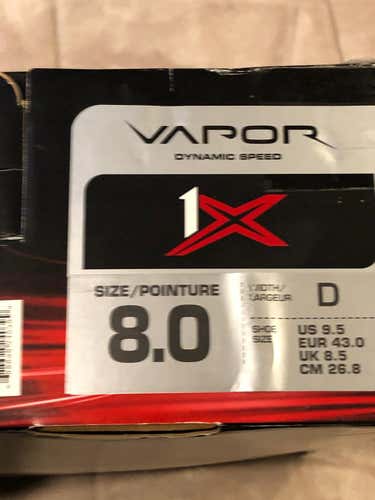 VAPOR
DYNAMIC SPEED
1X
SIZE/POINTURE
8.0
WIDTH/
LARGEUR
D
SHOE
SIZE
US 9.5
EUR 43.0
UK 8.5
CM 26.8